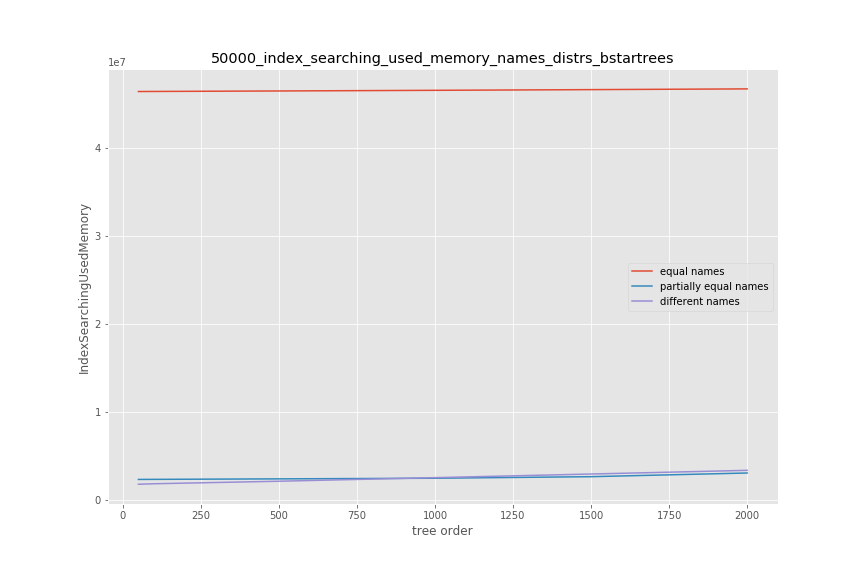 50000_index_searching_used_memory_names_distrs_bstartrees
1e7
4
3
2
1
0
IndexSearchingUsedMemory
equal names
partially equal names
different names
0 250 500 750 1000 1250 1500 1750 2000
tree order